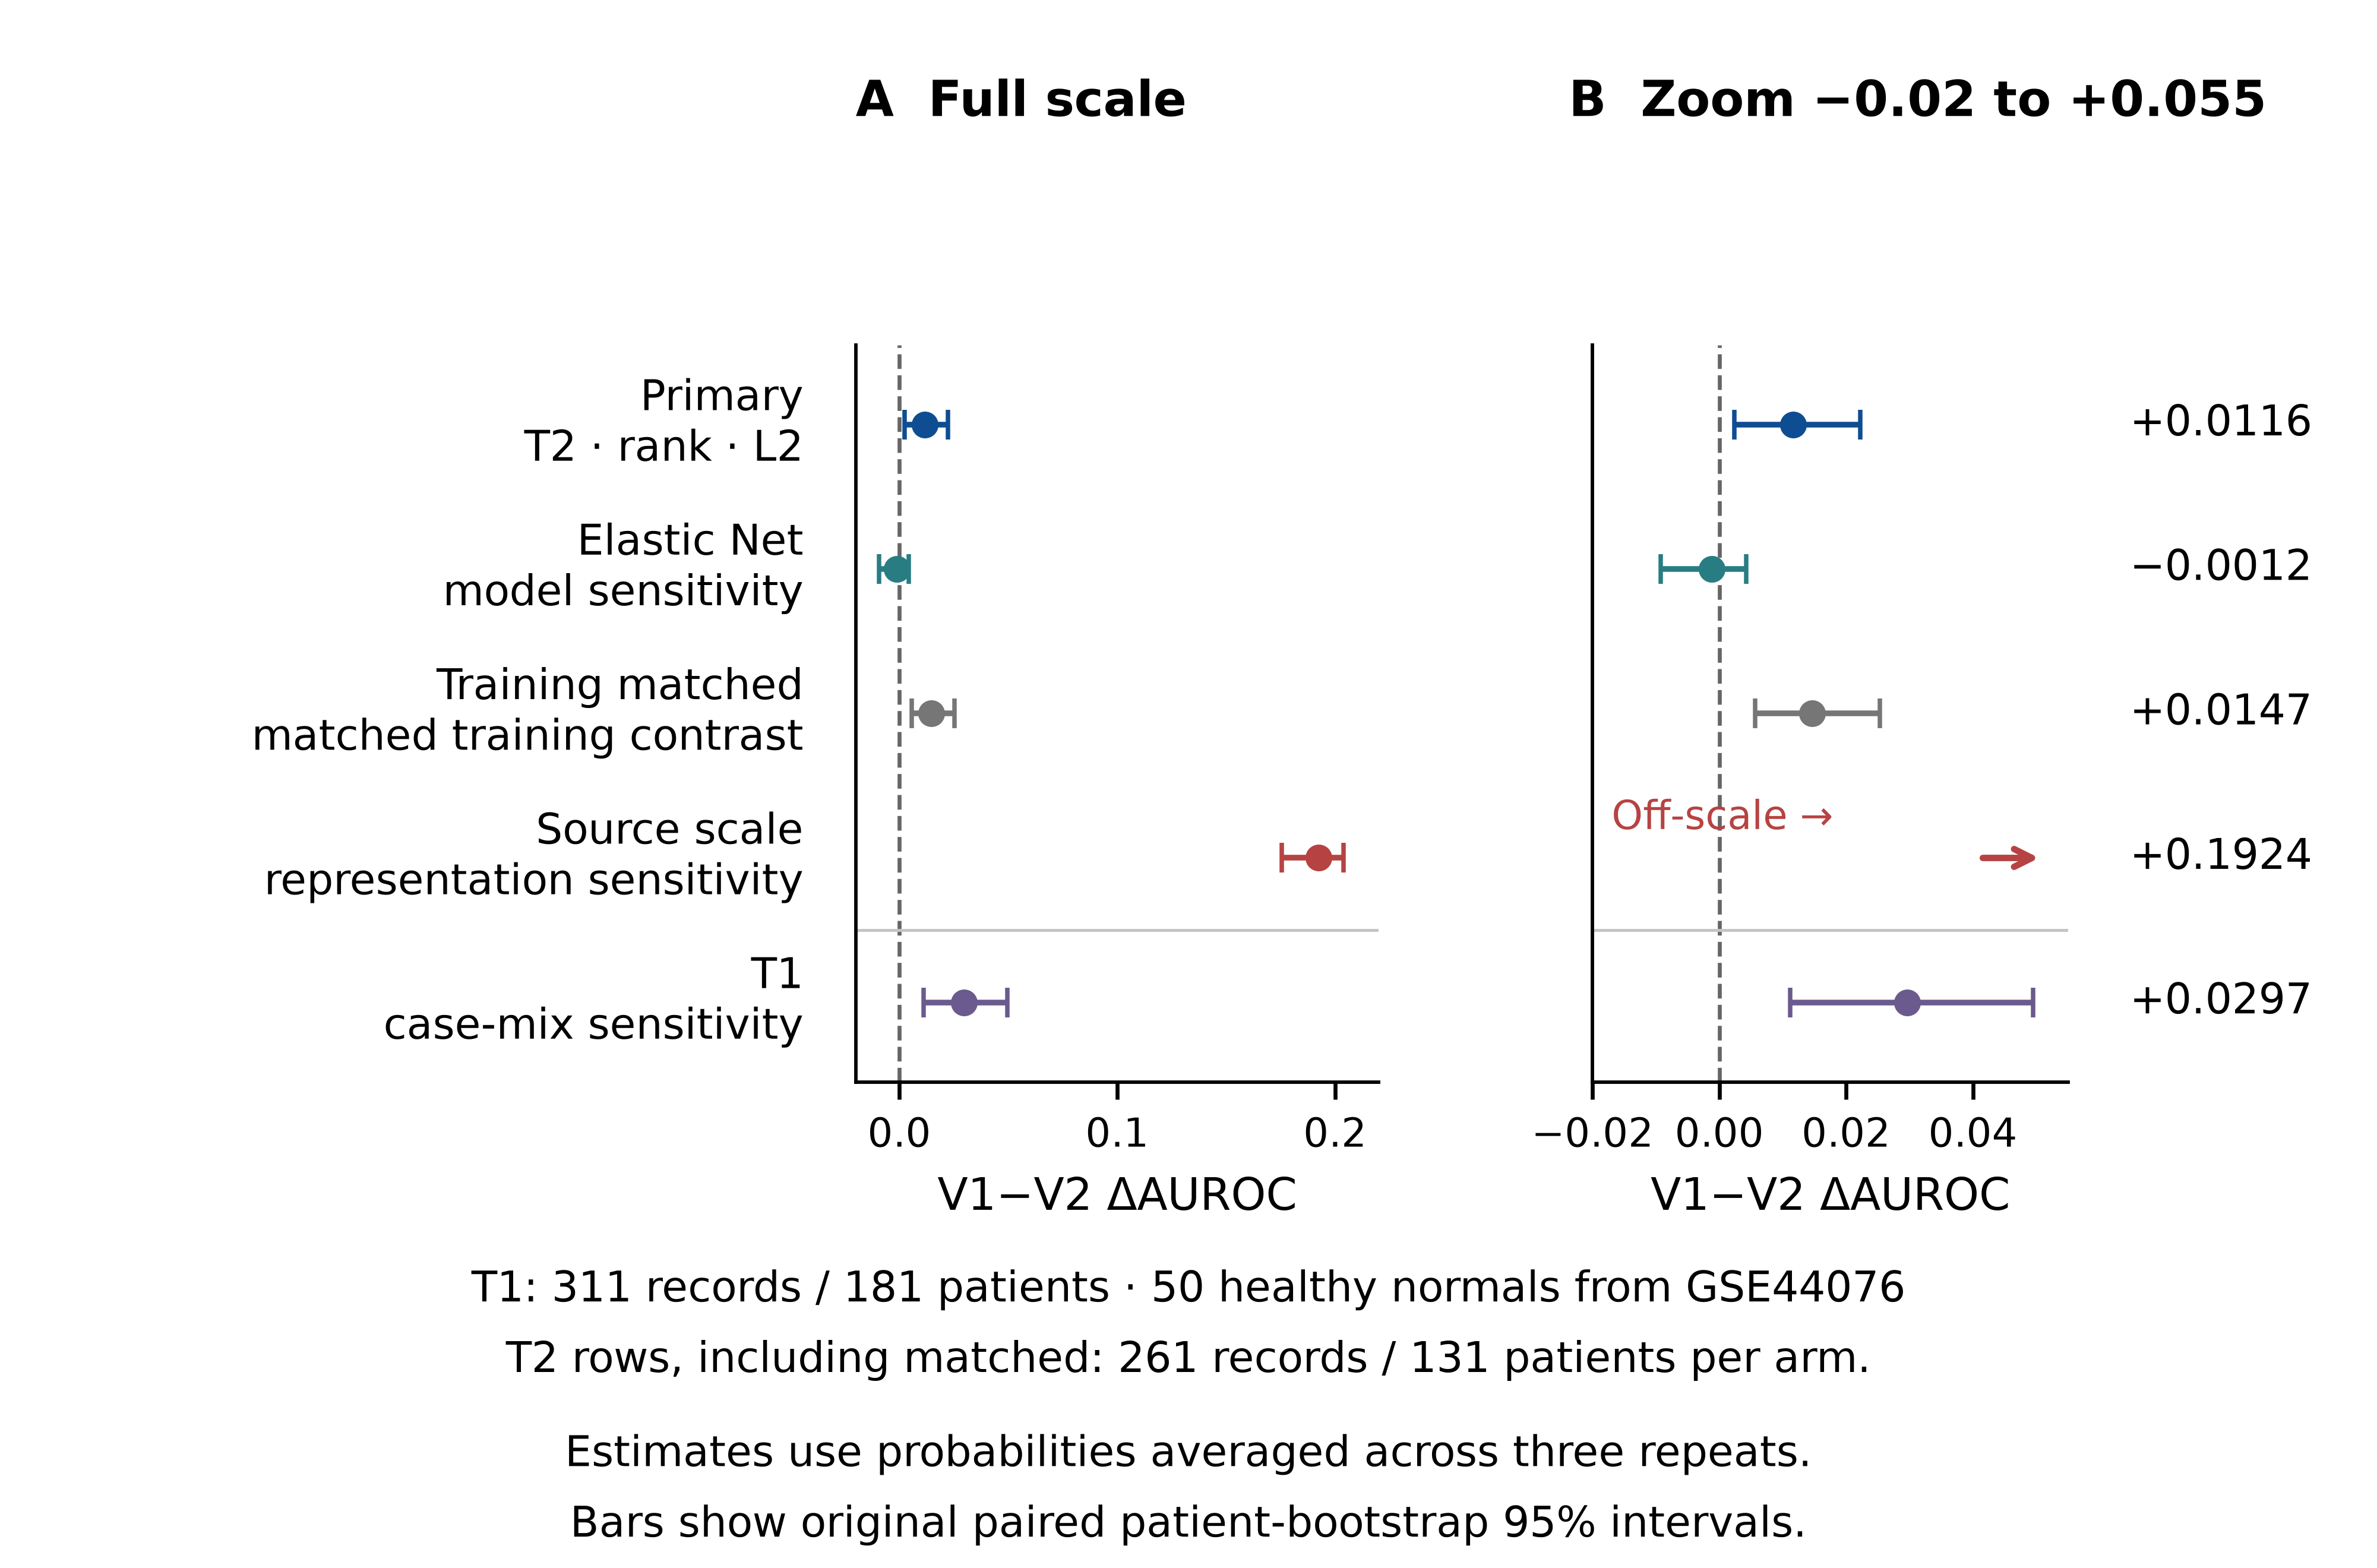 A Full scale
B Zoom −0.02 to +0.055
Primary
T2 · rank · L2
+0.0116
Elastic Net
model sensitivity
−0.0012
Training matched
matched training contrast
+0.0147
Source scale
representation sensitivity
Off-scale →
+0.1924
T1
case-mix sensitivity
+0.0297
0.0 0.1 0.2
−0.02 0.00 0.02 0.04
V1−V2 ΔAUROC
V1−V2 ΔAUROC
T1: 311 records / 181 patients · 50 healthy normals from GSE44076
T2 rows, including matched: 261 records / 131 patients per arm.
Estimates use probabilities averaged across three repeats.
Bars show original paired patient-bootstrap 95% intervals.